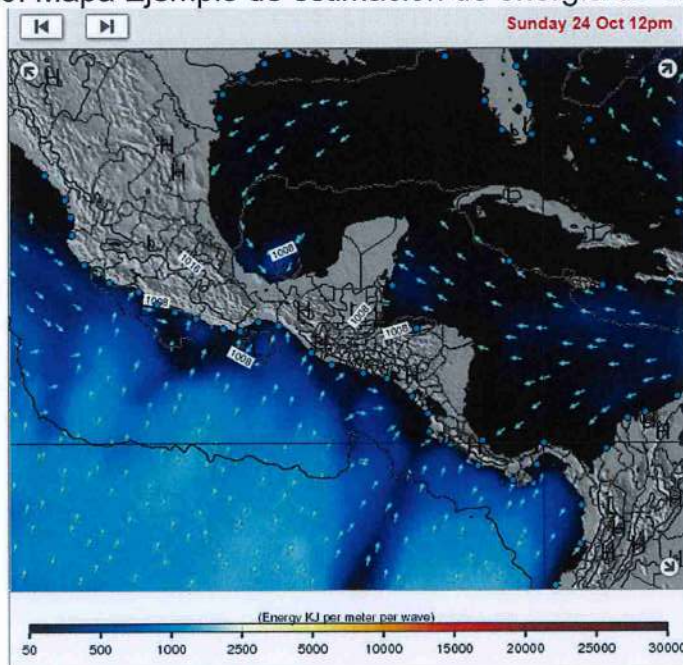 Mapa Ejemplo de estimación de energía
Sunday 24 Oct 12pm
H
H
H
1008
1016
1008
1008
1008
1008
H
L
H
H
H
(Energy KJ per meter per wave)
50 500 1000 2500 5000 10000 15000 20000 25000 30000